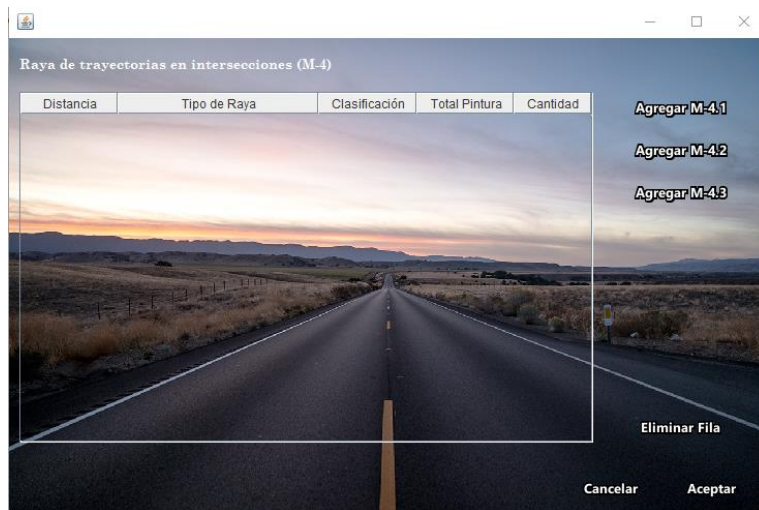 Raya de trayectorias en intersecciones (M-4)
Distancia Tipo de Raya Clasificación Total Pintura Cantidad
Agregar M-4.1
Agregar M-4.2
Agregar M-4.3
Eliminar Fila
Cancelar Aceptar